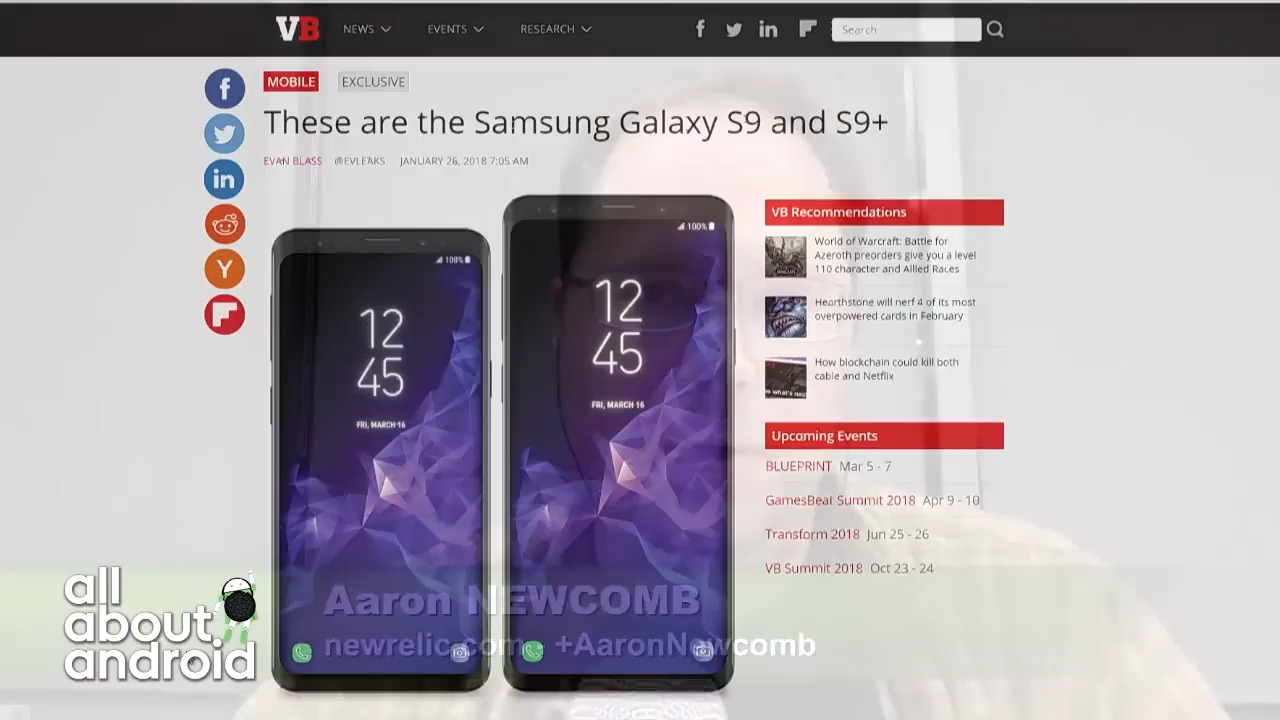 VB
NEWS
EVENTS
RESEARCH
Search
MOBILE
EXCLUSIVE
These are the Samsung Galaxy S9 and S9+
EVAN BLASS @EVLEAKS JANUARY 26, 2018 7:05 AM
100%
12
45
FRI, MARCH 16
100%
12
45
FRI, MARCH 16
VB Recommendations
World of Warcraft: Battle for
Azeroth preorders give you a level
110 character and Allied Races
Hearthstone will nerf 4 of its most
overpowered cards in February
How blockchain could kill both
cable and Netflix
Upcoming Events
BLUEPRINT Mar 5 - 7
GamesBeat Summit 2018 Apr 9 - 10
Transform 2018 Jun 25 - 26
VB Summit 2018 Oct 23 - 24
all
about
android
Aaron NEWCOMB
newrelic.com +AaronNewcomb